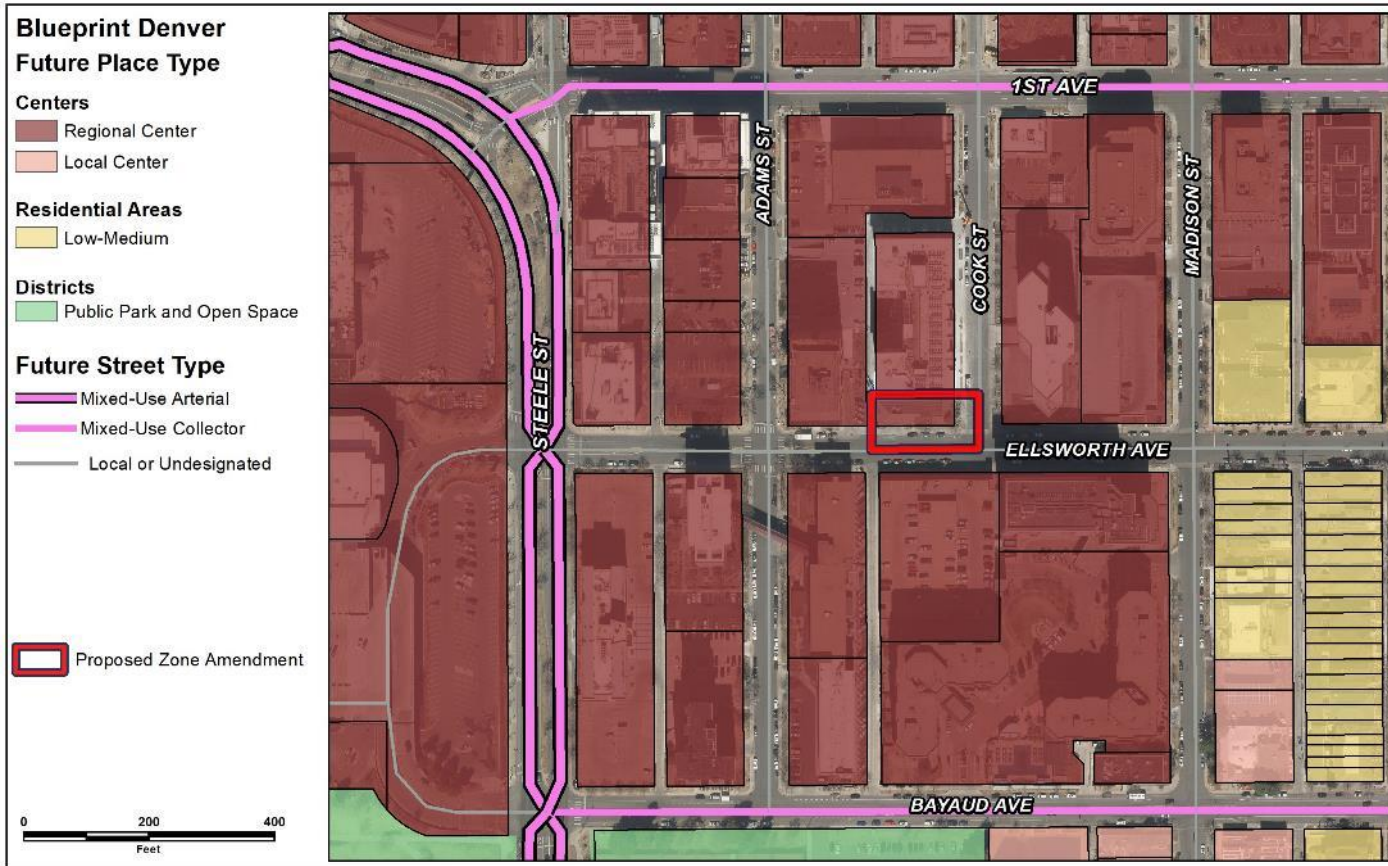 Blueprint Denver
Future Place Type
Centers
Regional Center
Local Center
Residential Areas
Low-Medium
Districts
Public Park and Open Space
Future Street Type
Mixed-Use Arterial
Mixed-Use Collector
Local or Undesignated
Proposed Zone Amendment
0 200 400
Feet
1ST AVE
ADAMS ST
COOK ST
MADISON ST
STEELE ST
ELLSWORTH AVE
BAYAUD AVE